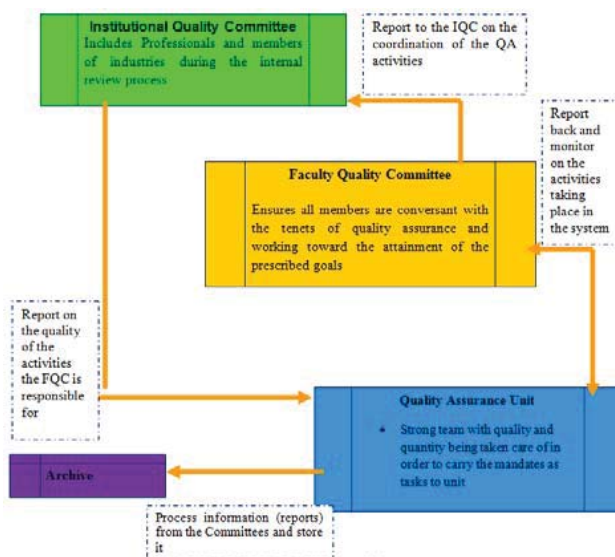 Institutional Quality Committee
Includes Professionals and members
of industries during the internal
review process
Report to the IQC on the
coordination of the QA
activities
Report
back and
monitor
on the
activities
taking
place in
the system
Faculty Quality Committee
Ensures all members are conversant with
the tenets of quality assurance and
working toward the attainment of the
prescribed goals
Report on
the quality
of the
activities
the FQC is
responsible
for
Quality Assurance Unit
• Strong team with quality and
quantity being taken care of in
order to carry the mandates as
tasks to unit
Archive
Process information (reports)
from the Committees and store
it